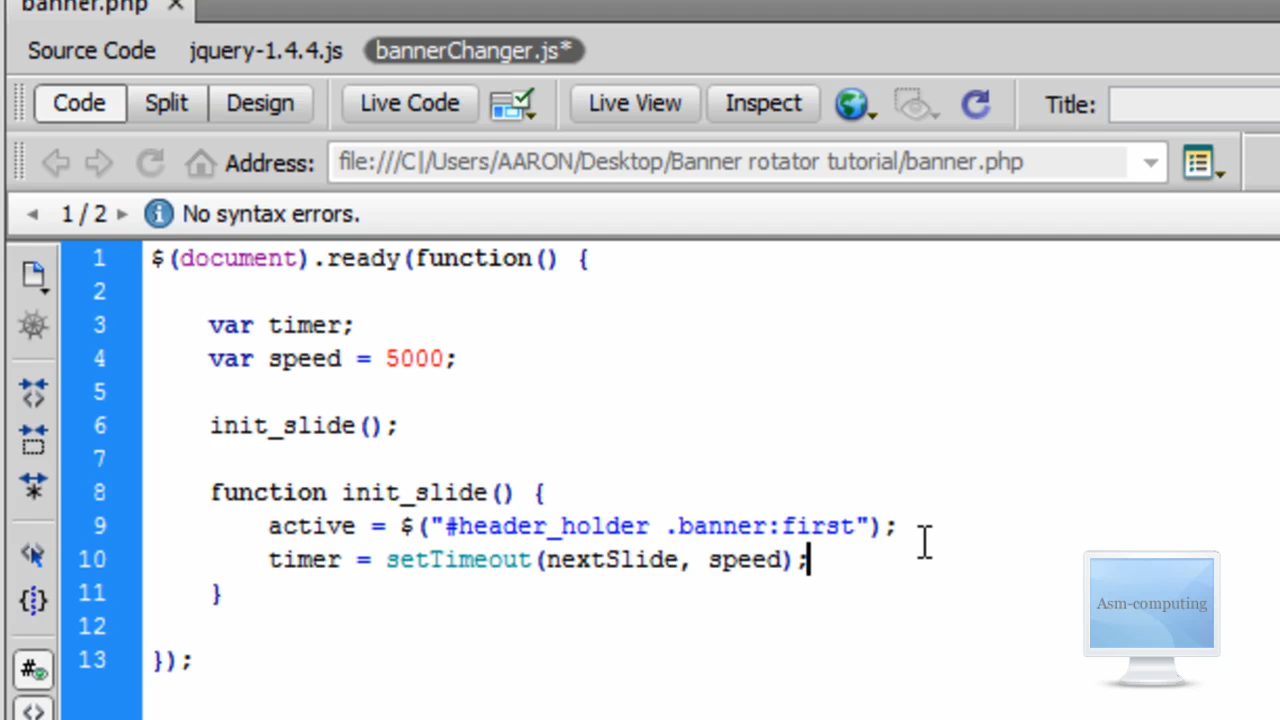 banner.php ×
Source Code jquery-1.4.4.js bannerChanger.js*
Code Split Design Live Code Live View Inspect Title:
Address: file:///C|/Users/AARON/Desktop/Banner rotator tutorial/banner.php
1 / 2 No syntax errors.
1 $(document).ready(function() {
2
3 var timer;
4 var speed = 5000;
5
6 init_slide();
7
8 function init_slide() {
9 active = $("#header_holder .banner:first");
10 timer = setTimeout(nextSlide, speed);
11 }
12
13 });
Asm-computing